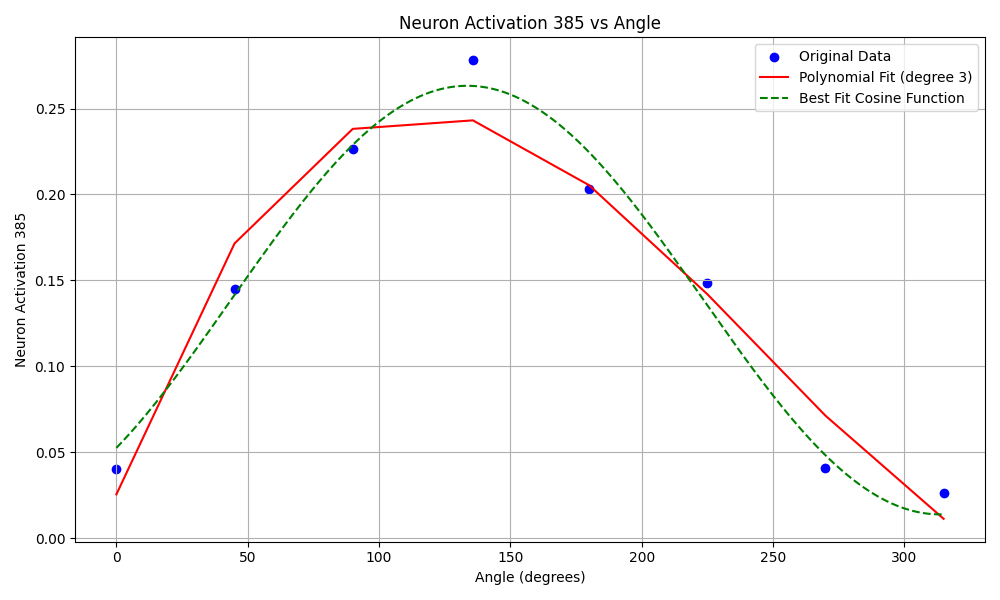 Neuron Activation 385 vs Angle
Original Data
Polynomial Fit (degree 3)
Best Fit Cosine Function
Neuron Activation 385
0.25
0.20
0.15
0.10
0.05
0.00
0 50 100 150 200 250 300
Angle (degrees)